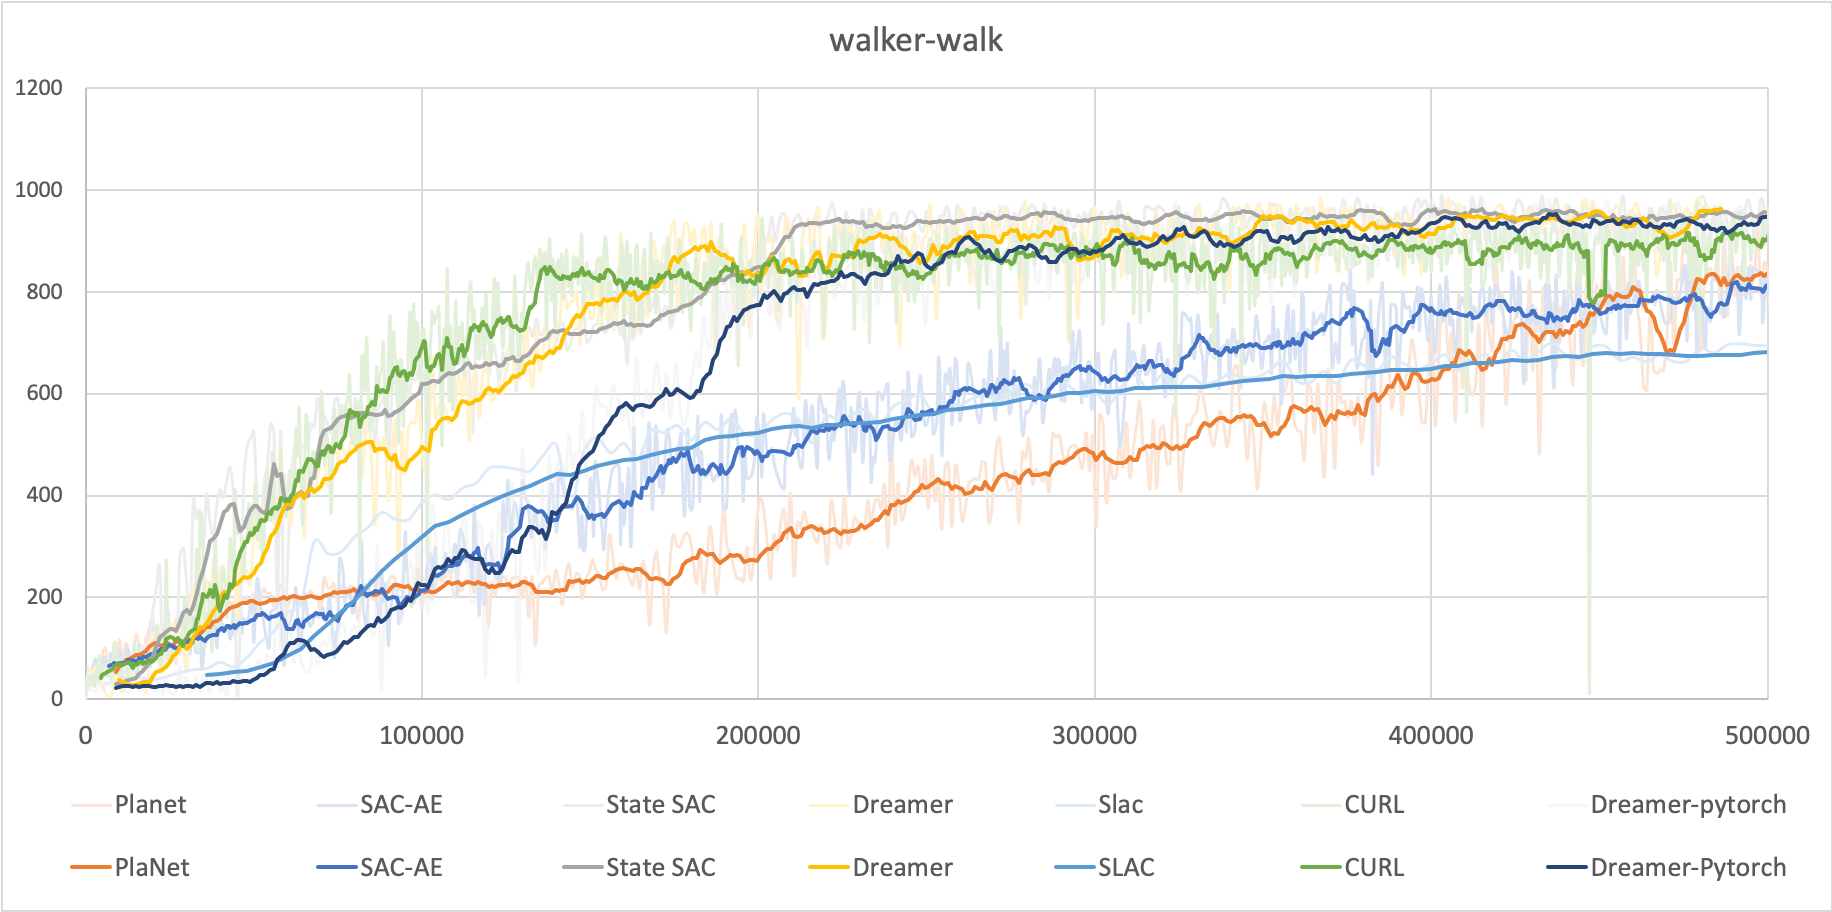 walker-walk
1200
1000
800
600
400
200
0
0 100000 200000 300000 400000 500000
Planet SAC-AE State SAC Dreamer Slac CURL Dreamer-pytorch
PlaNet SAC-AE State SAC Dreamer SLAC CURL Dreamer-Pytorch